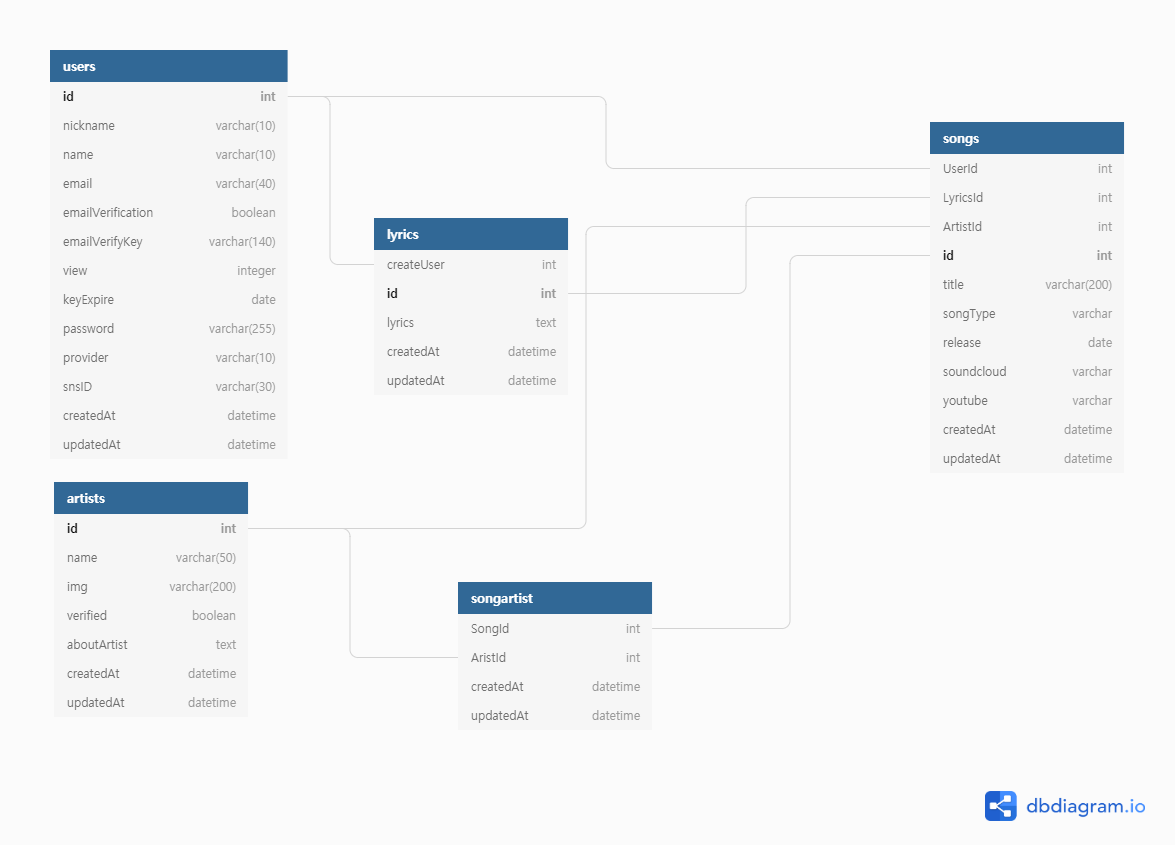 users
id int
nickname varchar(10)
name varchar(10)
email varchar(40)
emailVerification boolean
emailVerifyKey varchar(140)
view integer
keyExpire date
password varchar(255)
provider varchar(10)
snsID varchar(30)
createdAt datetime
updatedAt datetime
lyrics
createUser int
id int
lyrics text
createdAt datetime
updatedAt datetime
songs
UserId int
LyricsId int
ArtistId int
id int
title varchar(200)
songType varchar
release date
soundcloud varchar
youtube varchar
createdAt datetime
updatedAt datetime
artists
id int
name varchar(50)
img varchar(200)
verified boolean
aboutArtist text
createdAt datetime
updatedAt datetime
songartist
SongId int
AristId int
createdAt datetime
updatedAt datetime
dbdiagram.io